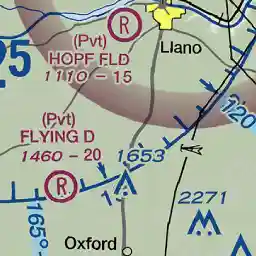 R
(Pvt)
HOPF FLD
1110 - 15
Llano
25
120
(Pvt)
FLYING D
1460 - 20
1653
R
2271
165°
Oxford